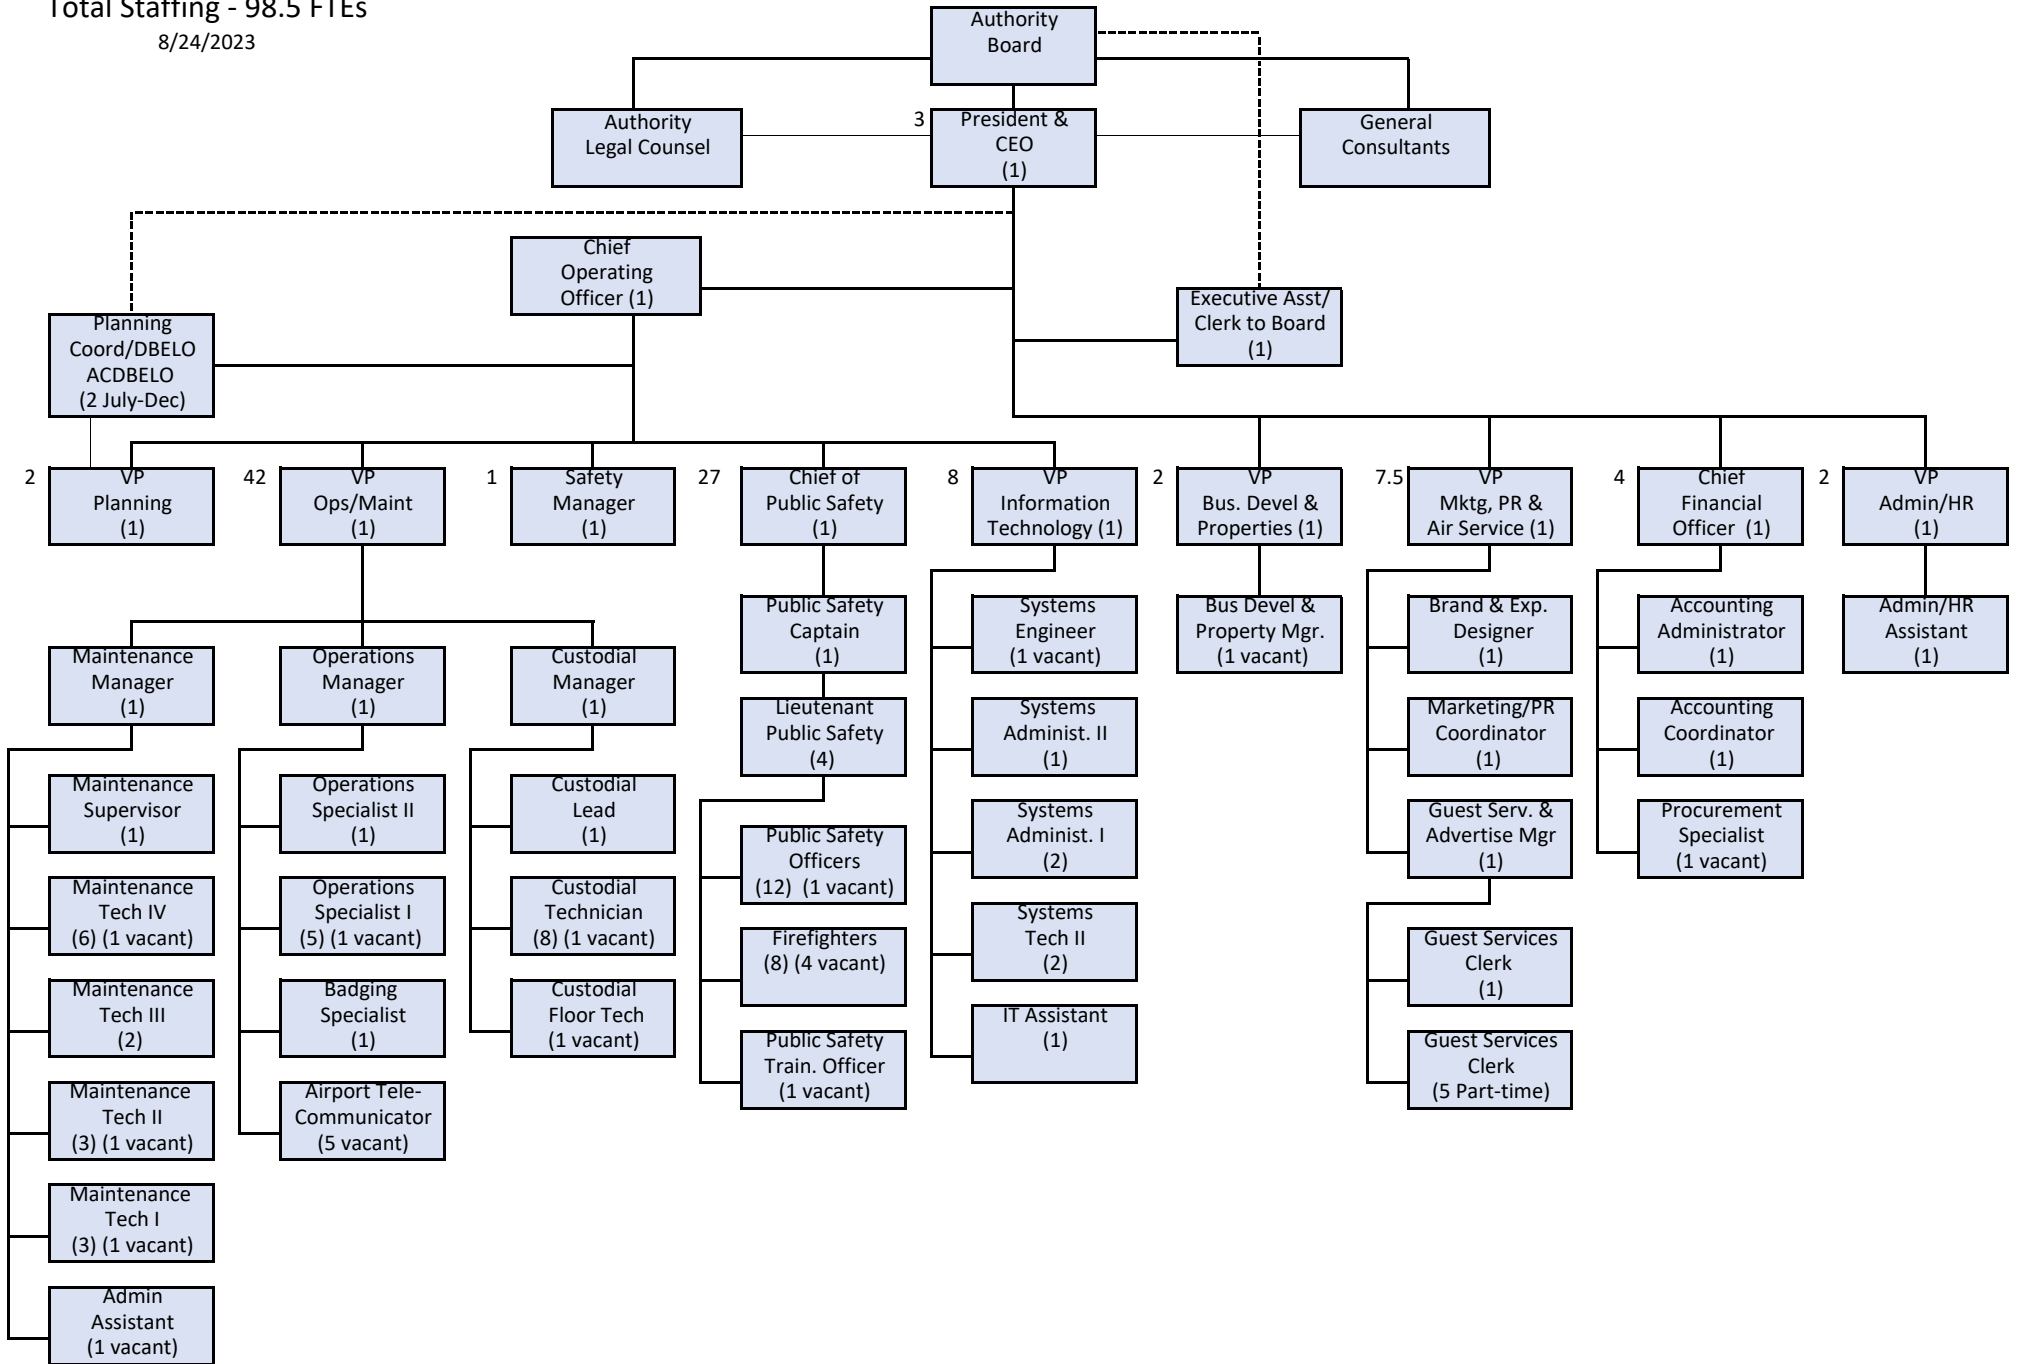 Total Staffing - 98.5 FTEs
8/24/2023
Authority
Board
Authority
Legal Counsel
3
President &
CEO
(1)
General
Consultants
Chief
Operating
Officer (1)
Executive Asst/
Clerk to Board
(1)
Planning
Coord/DBELO
ACDBELO
(2 July-Dec)
2
VP
Planning
(1)
42
VP
Ops/Maint
(1)
1
Safety
Manager
(1)
27
Chief of
Public Safety
(1)
8
VP
Information
Technology (1)
2
VP
Bus. Devel &
Properties (1)
7.5
VP
Mktg, PR &
Air Service (1)
4
Chief
Financial
Officer (1)
2
VP
Admin/HR
(1)
Maintenance
Manager
(1)
Operations
Manager
(1)
Custodial
Manager
(1)
Public Safety
Captain
(1)
Lieutenant
Public Safety
(4)
Systems
Engineer
(1 vacant)
Bus Devel &
Property Mgr.
(1 vacant)
Brand & Exp.
Designer
(1)
Accounting
Administrator
(1)
Admin/HR
Assistant
(1)
Systems
Administ. II
(1)
Marketing/PR
Coordinator
(1)
Accounting
Coordinator
(1)
Maintenance
Supervisor
(1)
Operations
Specialist II
(1)
Custodial
Lead
(1)
Public Safety
Officers
(12) (1 vacant)
Systems
Administ. I
(2)
Guest Serv. &
Advertise Mgr
(1)
Procurement
Specialist
(1 vacant)
Maintenance
Tech IV
(6) (1 vacant)
Operations
Specialist I
(5) (1 vacant)
Custodial
Technician
(8) (1 vacant)
Firefighters
(8) (4 vacant)
Systems
Tech II
(2)
Guest Services
Clerk
(1)
Maintenance
Tech III
(2)
Badging
Specialist
(1)
Custodial
Floor Tech
(1 vacant)
Public Safety
Train. Officer
(1 vacant)
IT Assistant
(1)
Guest Services
Clerk
(5 Part-time)
Maintenance
Tech II
(3) (1 vacant)
Airport Tele-
Communicator
(5 vacant)
Maintenance
Tech I
(3) (1 vacant)
Admin
Assistant
(1 vacant)